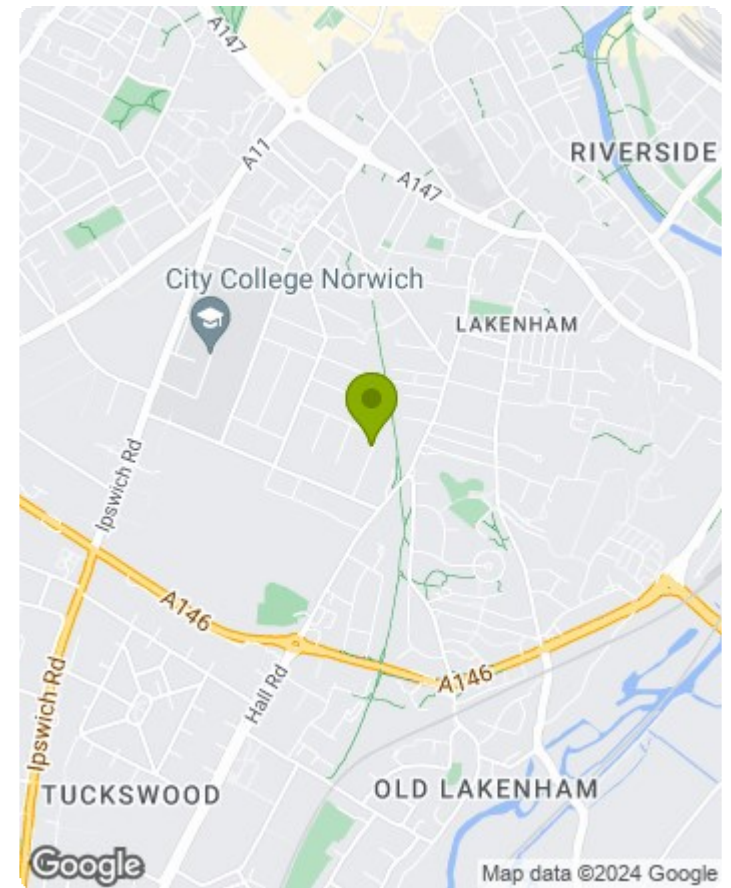 A147
A11
A147
RIVERSIDE
City College Norwich
LAKENHAM
Ipswich Rd
A146
Hall Rd
A146
Ipswich Rd
TUCKSWOOD
OLD LAKENHAM
Google
Map data ©2024 Google